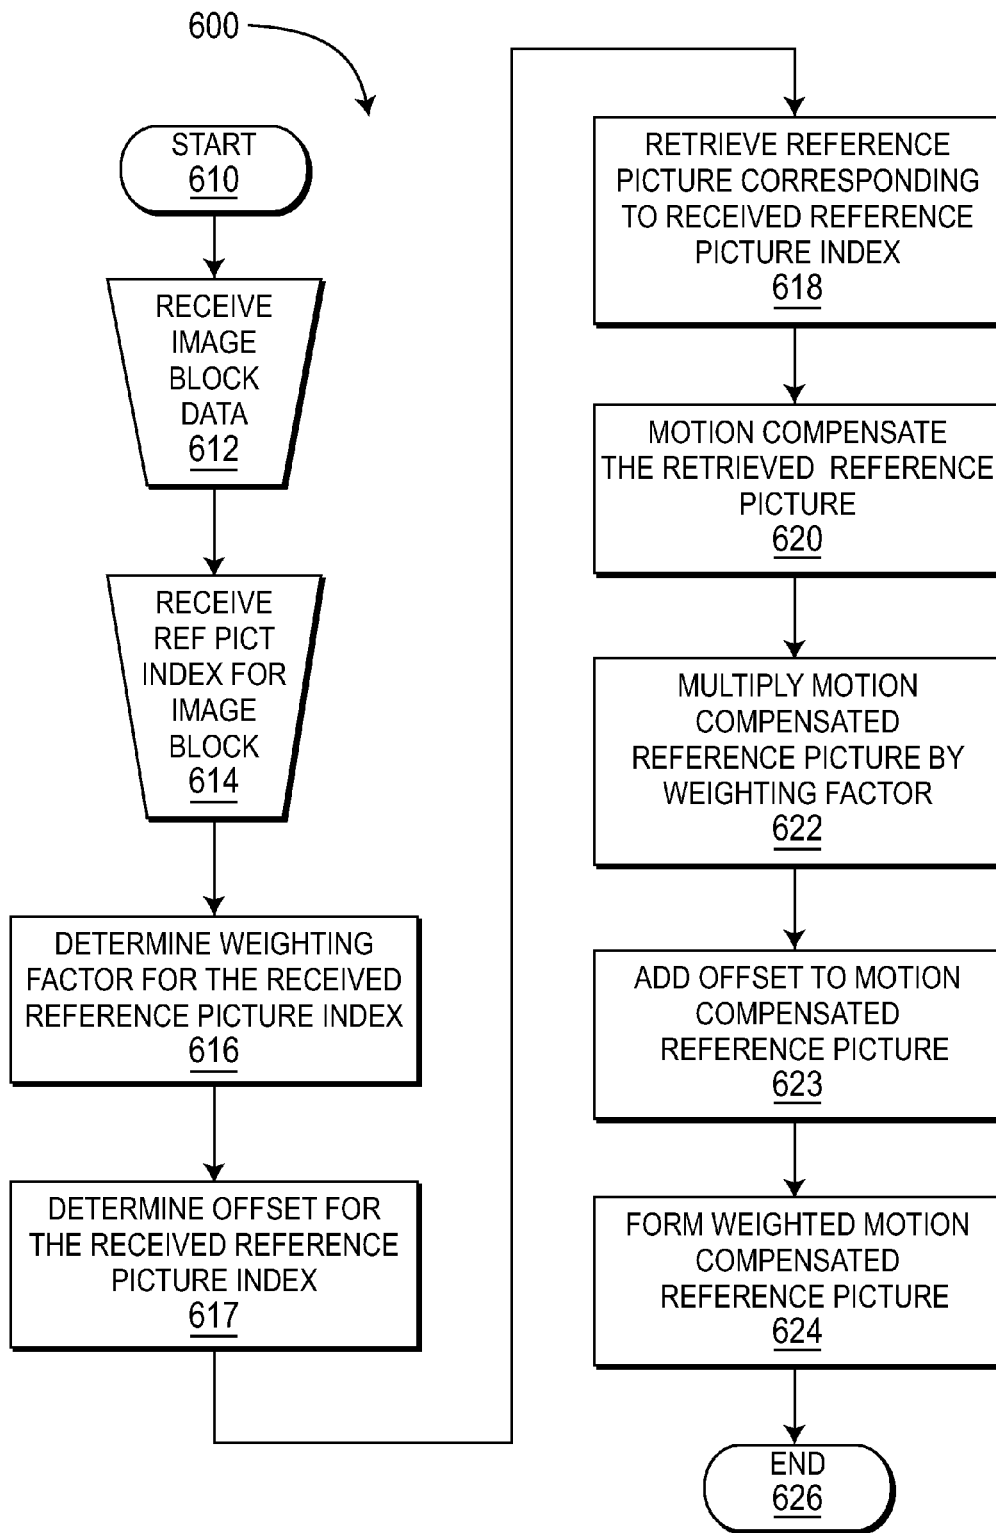 600
START
610
RECEIVE
IMAGE
BLOCK
DATA
612
RECEIVE
REF PICT
INDEX FOR
IMAGE
BLOCK
614
DETERMINE WEIGHTING
FACTOR FOR THE RECEIVED
REFERENCE PICTURE INDEX
616
DETERMINE OFFSET FOR
THE RECEIVED REFERENCE
PICTURE INDEX
617
RETRIEVE REFERENCE
PICTURE CORRESPONDING
TO RECEIVED REFERENCE
PICTURE INDEX
618
MOTION COMPENSATE
THE RETRIEVED REFERENCE
PICTURE
620
MULTIPLY MOTION
COMPENSATED
REFERENCE PICTURE BY
WEIGHTING FACTOR
622
ADD OFFSET TO MOTION
COMPENSATED
REFERENCE PICTURE
623
FORM WEIGHTED MOTION
COMPENSATED
REFERENCE PICTURE
624
END
626